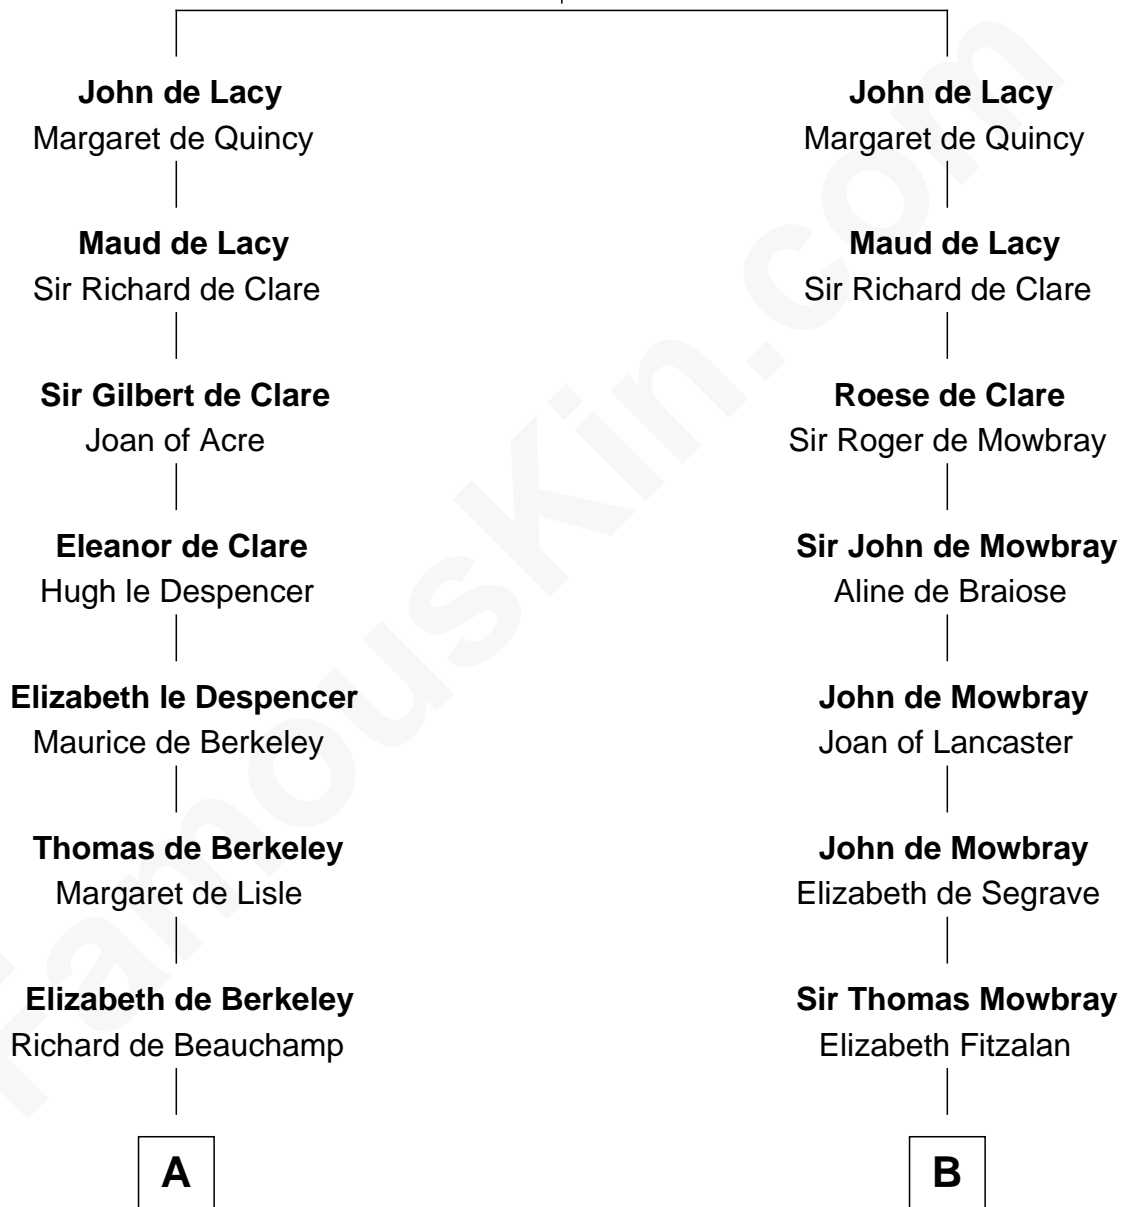 John de Lacy
Margaret de Quincy
Maud de Lacy
Sir Richard de Clare
Sir Gilbert de Clare
Joan of Acre
Eleanor de Clare
Hugh le Despencer
Elizabeth le Despencer
Maurice de Berkeley
Thomas de Berkeley
Margaret de Lisle
Elizabeth de Berkeley
Richard de Beauchamp
A
John de Lacy
Margaret de Quincy
Maud de Lacy
Sir Richard de Clare
Roese de Clare
Sir Roger de Mowbray
Sir John de Mowbray
Aline de Braiose
John de Mowbray
Joan of Lancaster
John de Mowbray
Elizabeth de Segrave
Sir Thomas Mowbray
Elizabeth Fitzalan
B
FamousKin.com